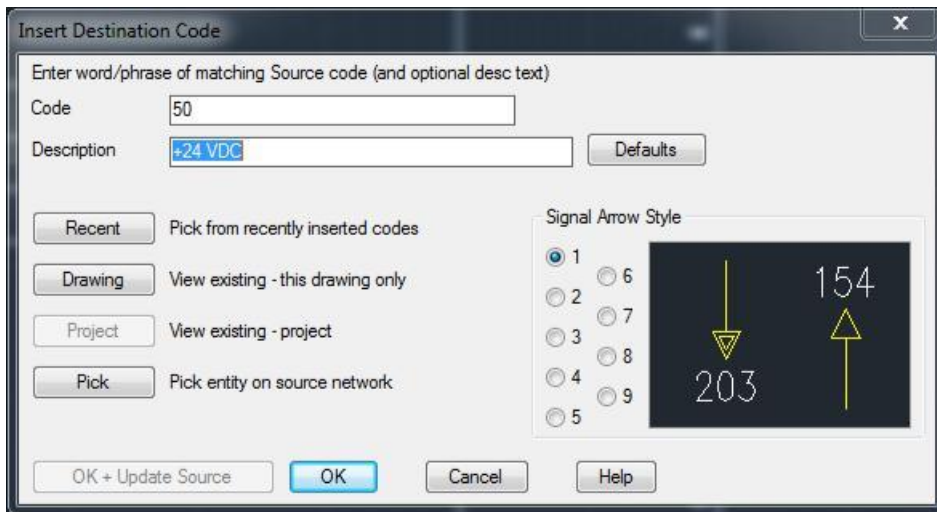 Insert Destination Code
x
Enter word/phrase of matching Source code (and optional desc text)
Code 50
Description +24 VDC Defaults
Recent Pick from recently inserted codes
Drawing View existing - this drawing only
Project View existing - project
Pick Pick entity on source network
Signal Arrow Style
1
2
3
4
5
6
7
8
9
203
154
OK + Update Source OK Cancel Help